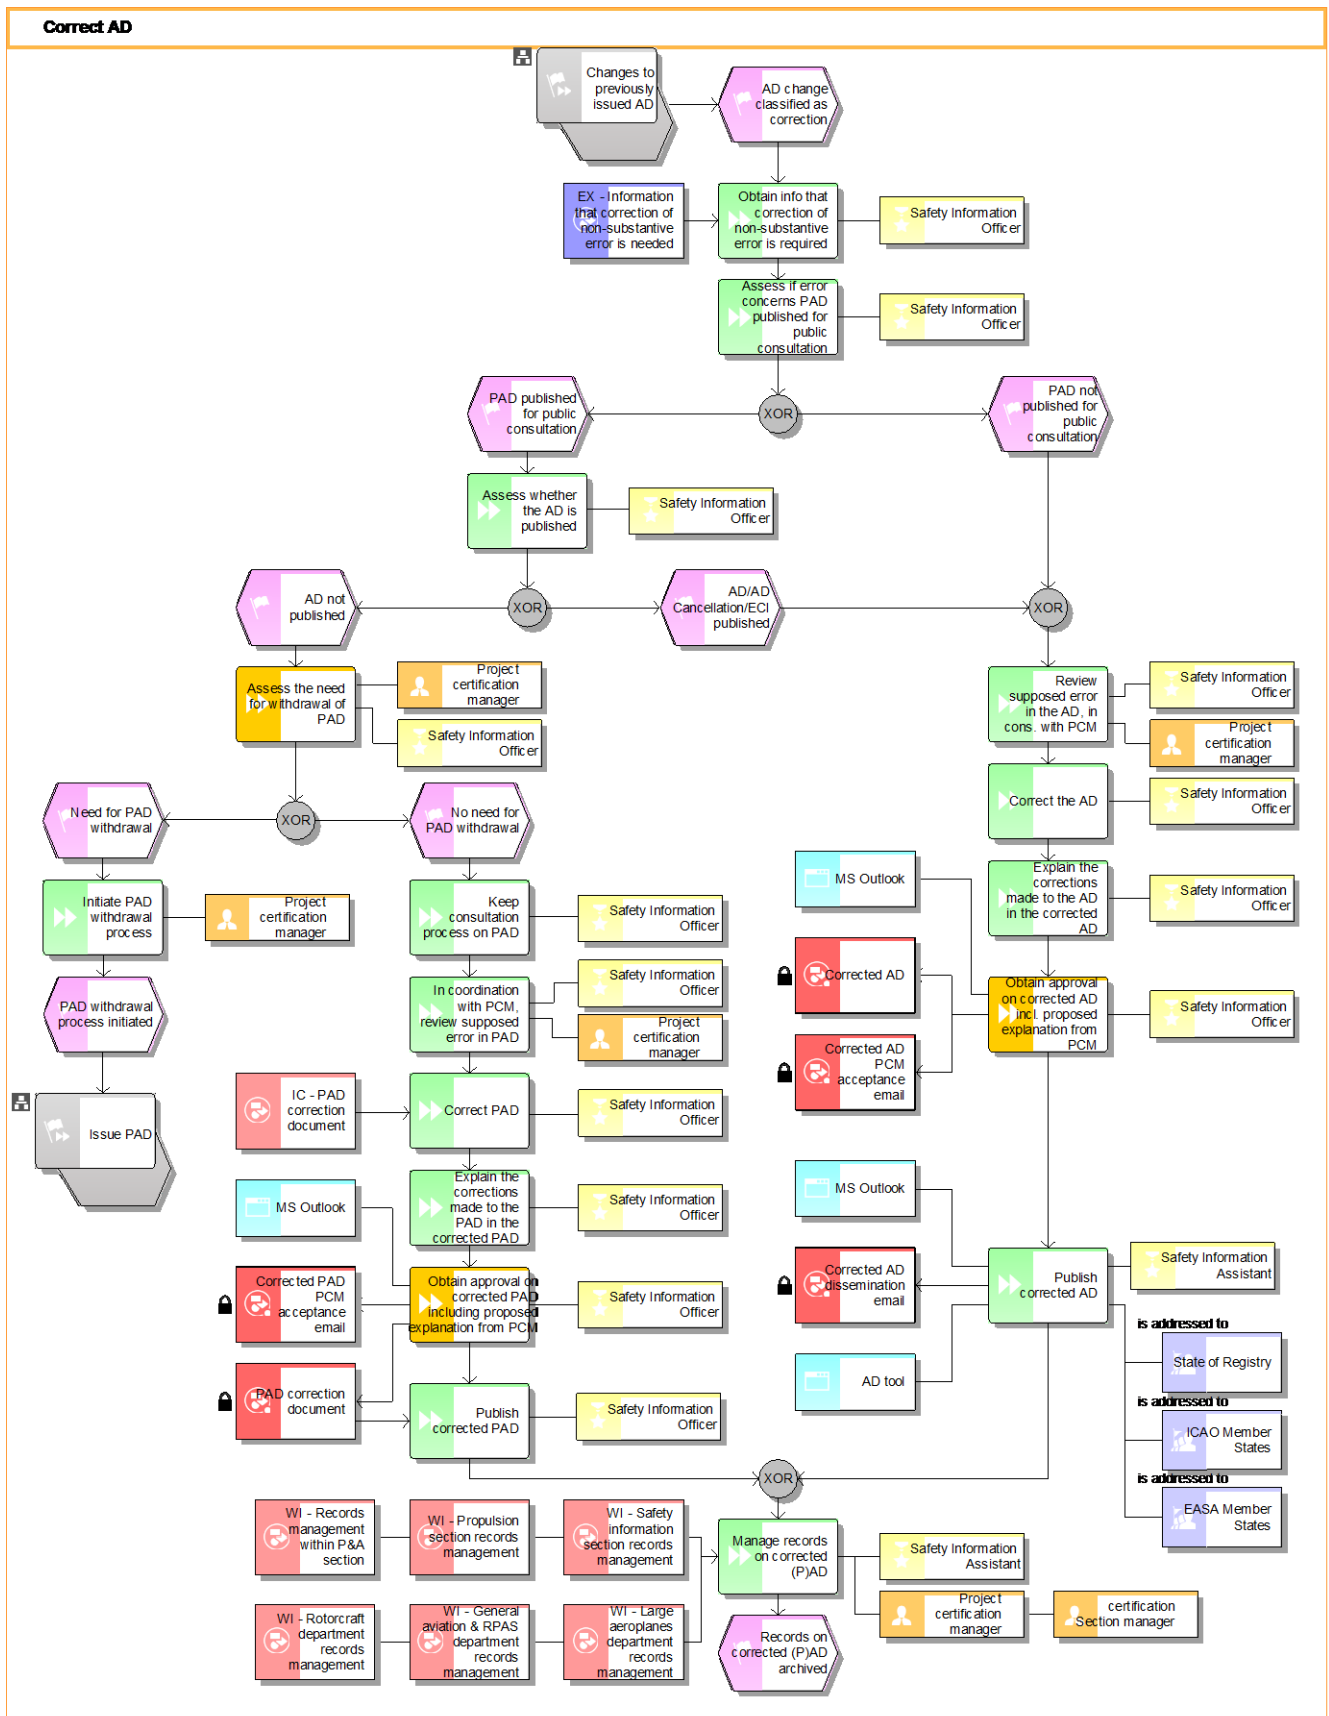 Correct AD
Changes to
previously
issued AD
AD change
classified as
correction
EX - Information
that correction of
non-substantive
error is needed
Obtain info that
correction of
non-substantive
error is required
Safety Information
Officer
Assess if error
concerns PAD
published for
public
consultation
Safety Information
Officer
PAD published
for public
consultation
XOR
PAD not
published for
public
consultation
Assess whether
the AD is
published
Safety Information
Officer
AD not
published
XOR
AD/AD
Cancellation/ECI
published
XOR
Assess the need
for withdrawal of
PAD
Project
certification
manager
Safety Information
Officer
Review
supposed error
in the AD, in
cons. with PCM
Safety Information
Officer
Project
certification
manager
Need for PAD
withdrawal
XOR
No need for
PAD withdrawal
Correct the AD
Safety Information
Officer
Initiate PAD
withdrawal
process
Project
certification
manager
Keep
consultation
process on PAD
Safety Information
Officer
MS Outlook
Explain the
corrections
made to the AD
in the corrected
AD
Safety Information
Officer
PAD withdrawal
process initiated
In coordination
with PCM,
review supposed
error in PAD
Safety Information
Officer
Project
certification
manager
Corrected AD
Obtain approval
on corrected AD
incl. proposed
explanation from
PCM
Safety Information
Officer
Corrected AD
PCM
acceptance
email
Issue PAD
IC - PAD
correction
document
Correct PAD
Safety Information
Officer
MS Outlook
Explain the
corrections
made to the
PAD in the
corrected PAD
Safety Information
Officer
MS Outlook
Corrected PAD
PCM
acceptance
email
Obtain approval on
corrected PAD
including proposed
explanation from PCM
Safety Information
Officer
Corrected AD
dissemination
email
Publish
corrected AD
Safety Information
Assistant
is addressed to
State of Registry
PAD correction
document
Publish
corrected PAD
Safety Information
Officer
AD tool
is addressed to
ICAO Member
States
is addressed to
EASA Member
States
XOR
WI - Records
management
within P&A
section
WI - Propulsion
section records
management
WI - Safety
information
section records
management
Manage records
on corrected
(P)AD
Safety Information
Assistant
Project
certification
manager
certification
Section manager
WI - Rotorcraft
department
records
management
WI - General
aviation & RPAS
department
records
management
WI - Large
aeroplanes
department
records
management
Records on
corrected (P)AD
archived